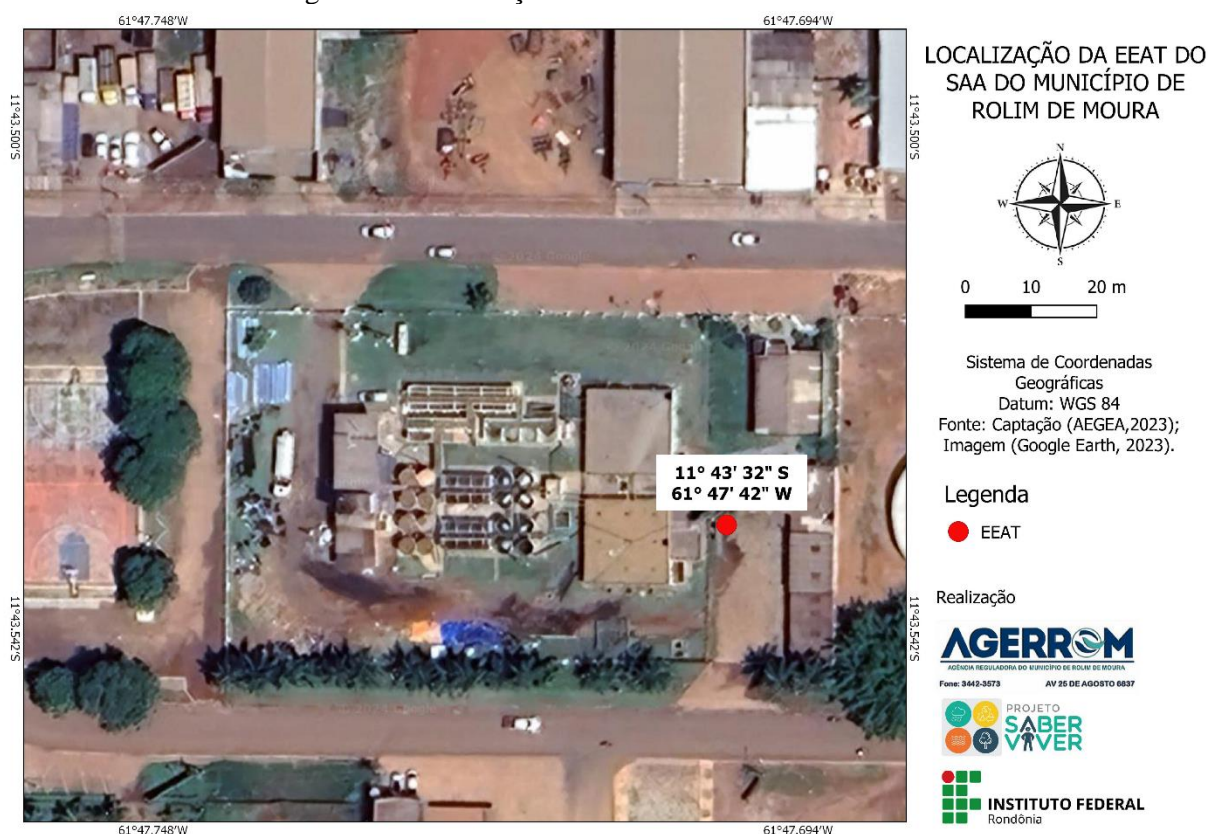 61°47.748'W
61°47.694'W
11°43.500'S
11°43.500'S
11° 43' 32" S
61° 47' 42" W
11°43.542'S
11°43.542'S
61°47.748'W
61°47.694'W
LOCALIZAÇÃO DA EEAT DO
SAA DO MUNICÍPIO DE
ROLIM DE MOURA
N
W
E
S
0 10 20 m
Sistema de Coordenadas
Geográficas
Datum: WGS 84
Fonte: Captação (AEGEA,2023);
Imagem (Google Earth, 2023).
Legenda
EEAT
Realização
AGERROM
AGÊNCIA REGULADORA DO MUNICÍPIO DE ROLIM DE MOURA
Fone: 3442-3573 AV 25 DE AGOSTO 6837
PROJETO
SABER
VIVER
INSTITUTO FEDERAL
Rondônia